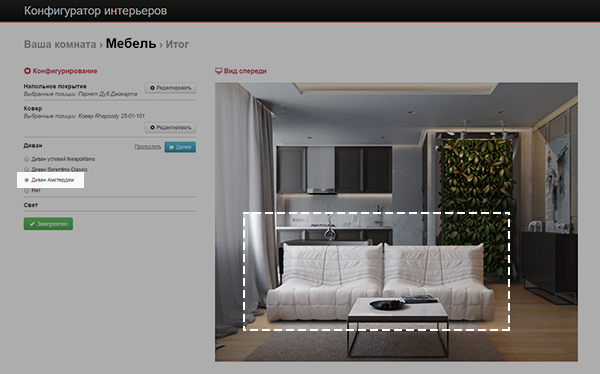 Конфигуратор интерьеров
Ваша комната › Мебель › Итог
Конфигурирование
Вид спереди
Напольное покрытие
Редактировать
Выбранные позиции: Паркет Дуб Джакарта
Ковер
Выбранные позиции: Ковер Rhapsody 25-01-101
Редактировать
Диван
Пропустить
Далее
Диван угловой Neapolitana
Диван Sorrentino Classic
Диван Амстердам
Нет
Свет
Завершено